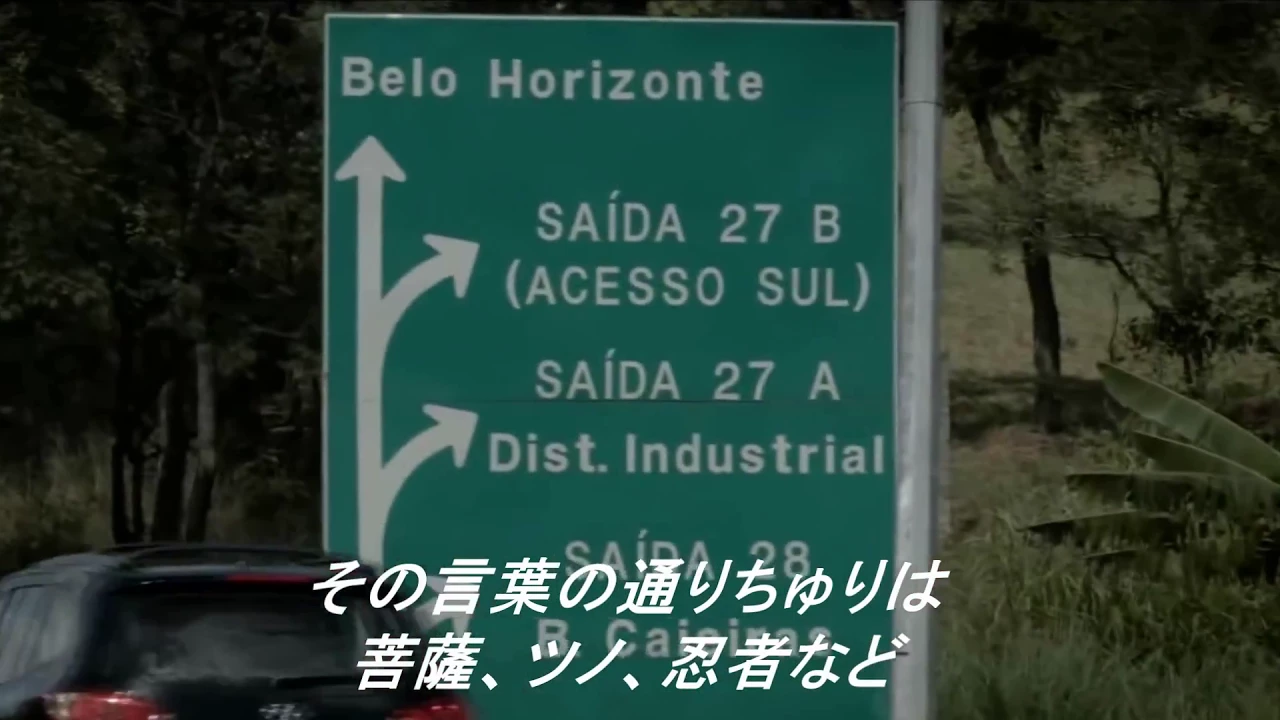 Belo Horizonte
SAÍDA 27 B
(ACESSO SUL)
SAÍDA 27 A
Dist. Industrial
SAÍDA 28
B. Caieiras
その言葉の通りちゅりは
菩薩、ツノ、忍者など